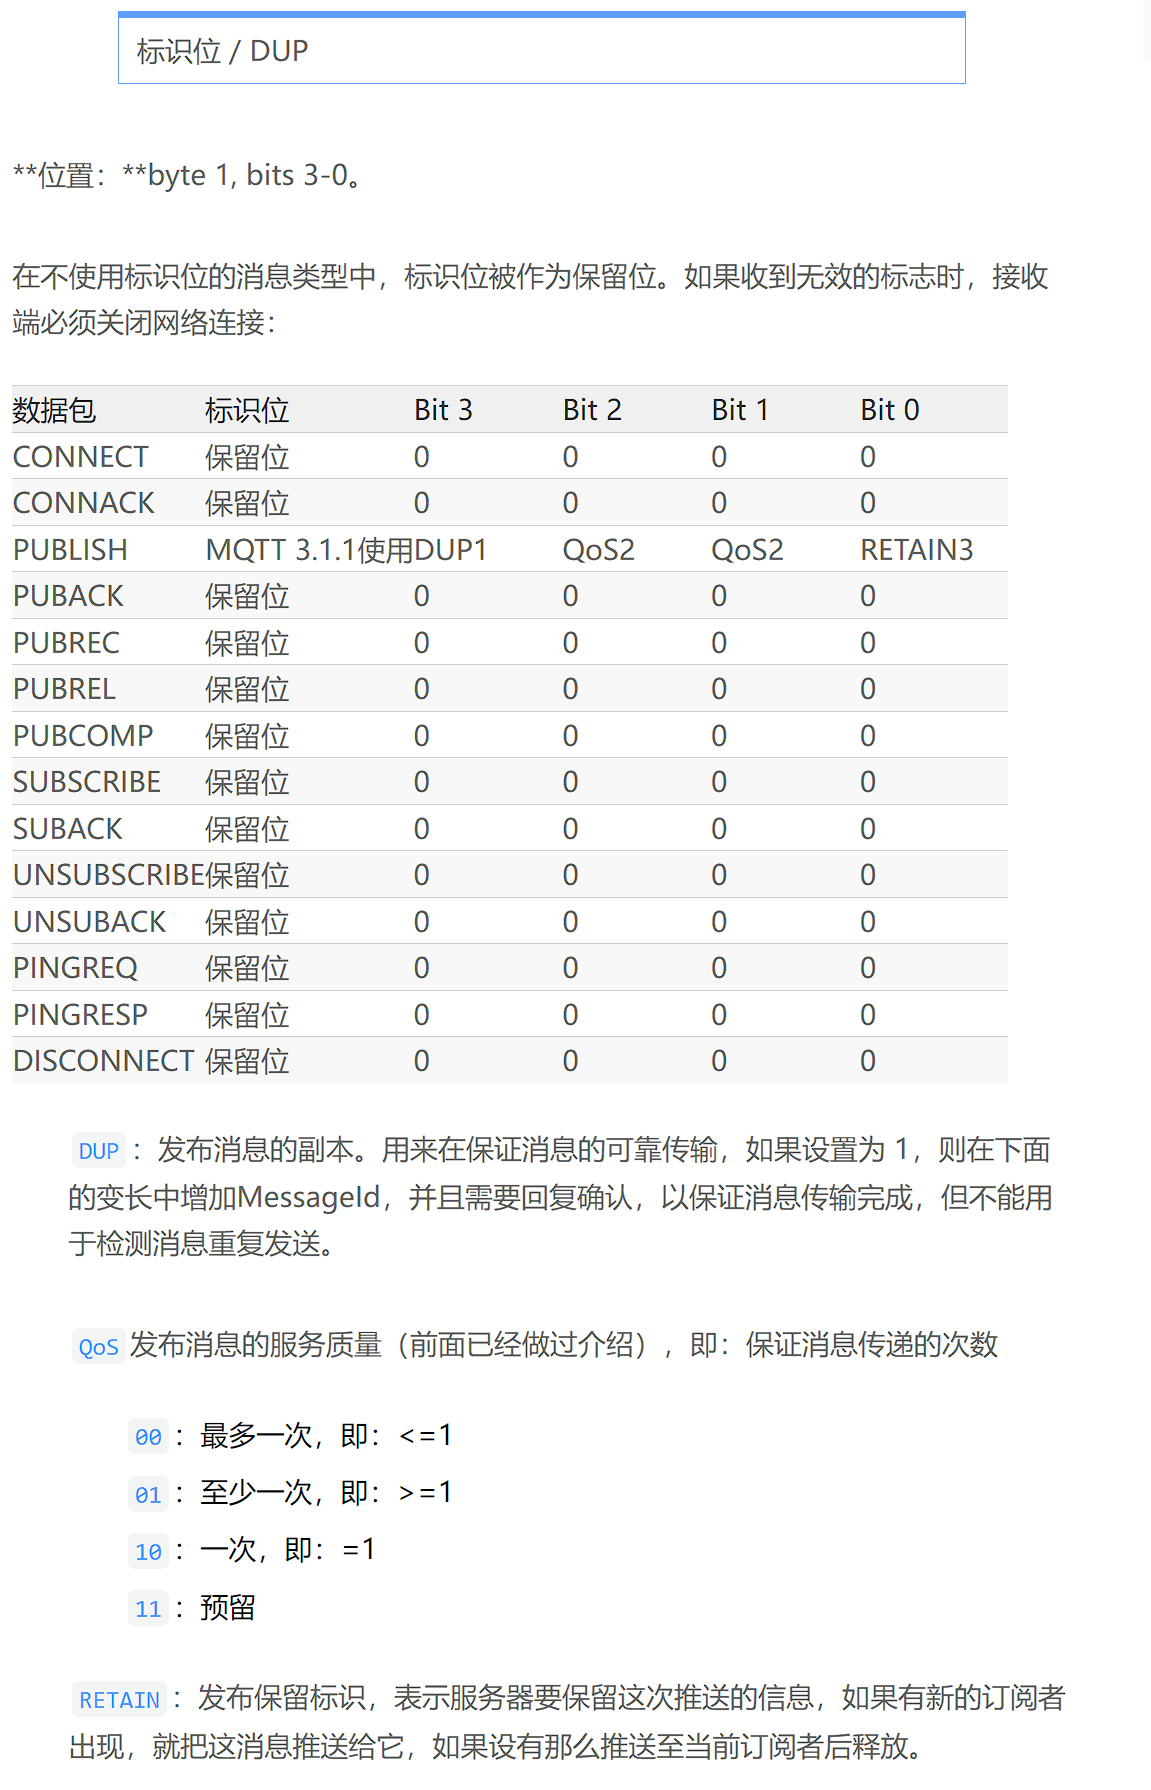 标识位 / DUP
**位置：**byte 1, bits 3-0。
在不使用标识位的消息类型中，标识位被作为保留位。如果收到无效的标志时，接收
端必须关闭网络连接：
数据包 标识位 Bit 3 Bit 2 Bit 1 Bit 0
CONNECT 保留位 0 0 0 0
CONNACK 保留位 0 0 0 0
PUBLISH MQTT 3.1.1使用DUP1 QoS2 QoS2 RETAIN3
PUBACK 保留位 0 0 0 0
PUBREC 保留位 0 0 0 0
PUBREL 保留位 0 0 0 0
PUBCOMP 保留位 0 0 0 0
SUBSCRIBE 保留位 0 0 0 0
SUBACK 保留位 0 0 0 0
UNSUBSCRIBE保留位 0 0 0 0
UNSUBACK 保留位 0 0 0 0
PINGREQ 保留位 0 0 0 0
PINGRESP 保留位 0 0 0 0
DISCONNECT 保留位 0 0 0 0
DUP：发布消息的副本。用来在保证消息的可靠传输，如果设置为 1，则在下面
的变长中增加MessageId，并且需要回复确认，以保证消息传输完成，但不能用
于检测消息重复发送。
QoS发布消息的服务质量（前面已经做过介绍），即：保证消息传递的次数
00：最多一次，即：<=1
01：至少一次，即：>=1
10：一次，即：=1
11：预留
RETAIN：发布保留标识，表示服务器要保留这次推送的信息，如果有新的订阅者
出现，就把这消息推送给它，如果设有那么推送至当前订阅者后释放。